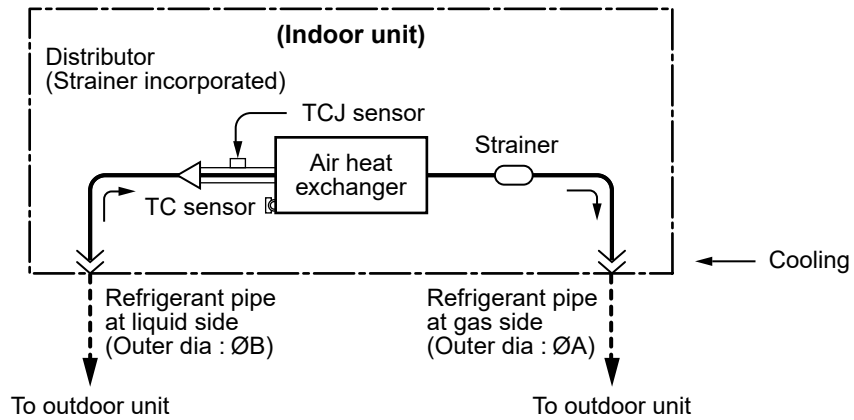 (Indoor unit)
Distributor
(Strainer incorporated)
TCJ sensor
Air heat
exchanger
Strainer
TC sensor
Cooling
Refrigerant pipe
at liquid side
(Outer dia : ØB)
Refrigerant pipe
at gas side
(Outer dia : ØA)
To outdoor unit
To outdoor unit